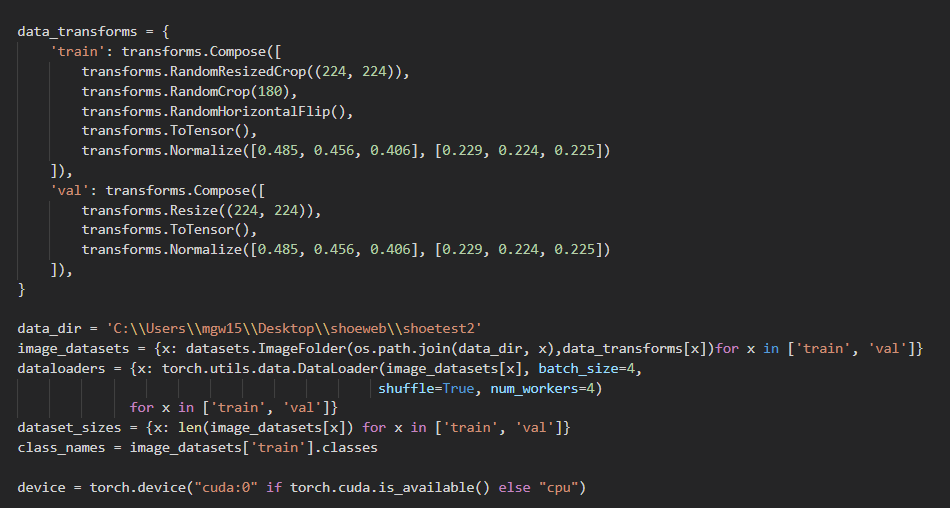 data_transforms = {
    'train': transforms.Compose([
        transforms.RandomResizedCrop((224, 224)),
        transforms.RandomCrop(180),
        transforms.RandomHorizontalFlip(),
        transforms.ToTensor(),
        transforms.Normalize([0.485, 0.456, 0.406], [0.229, 0.224, 0.225])
    ]),
    'val': transforms.Compose([
        transforms.Resize((224, 224)),
        transforms.ToTensor(),
        transforms.Normalize([0.485, 0.456, 0.406], [0.229, 0.224, 0.225])
    ]),
}
data_dir = 'C:\\Users\\mgw15\\Desktop\\shoeweb\\shoetest2'
image_datasets = {x: datasets.ImageFolder(os.path.join(data_dir, x),data_transforms[x])for x in ['train', 'val']}
dataloaders = {x: torch.utils.data.DataLoader(image_datasets[x], batch_size=4,
                                             shuffle=True, num_workers=4)
              for x in ['train', 'val']}
dataset_sizes = {x: len(image_datasets[x]) for x in ['train', 'val']}
class_names = image_datasets['train'].classes
device = torch.device("cuda:0" if torch.cuda.is_available() else "cpu")